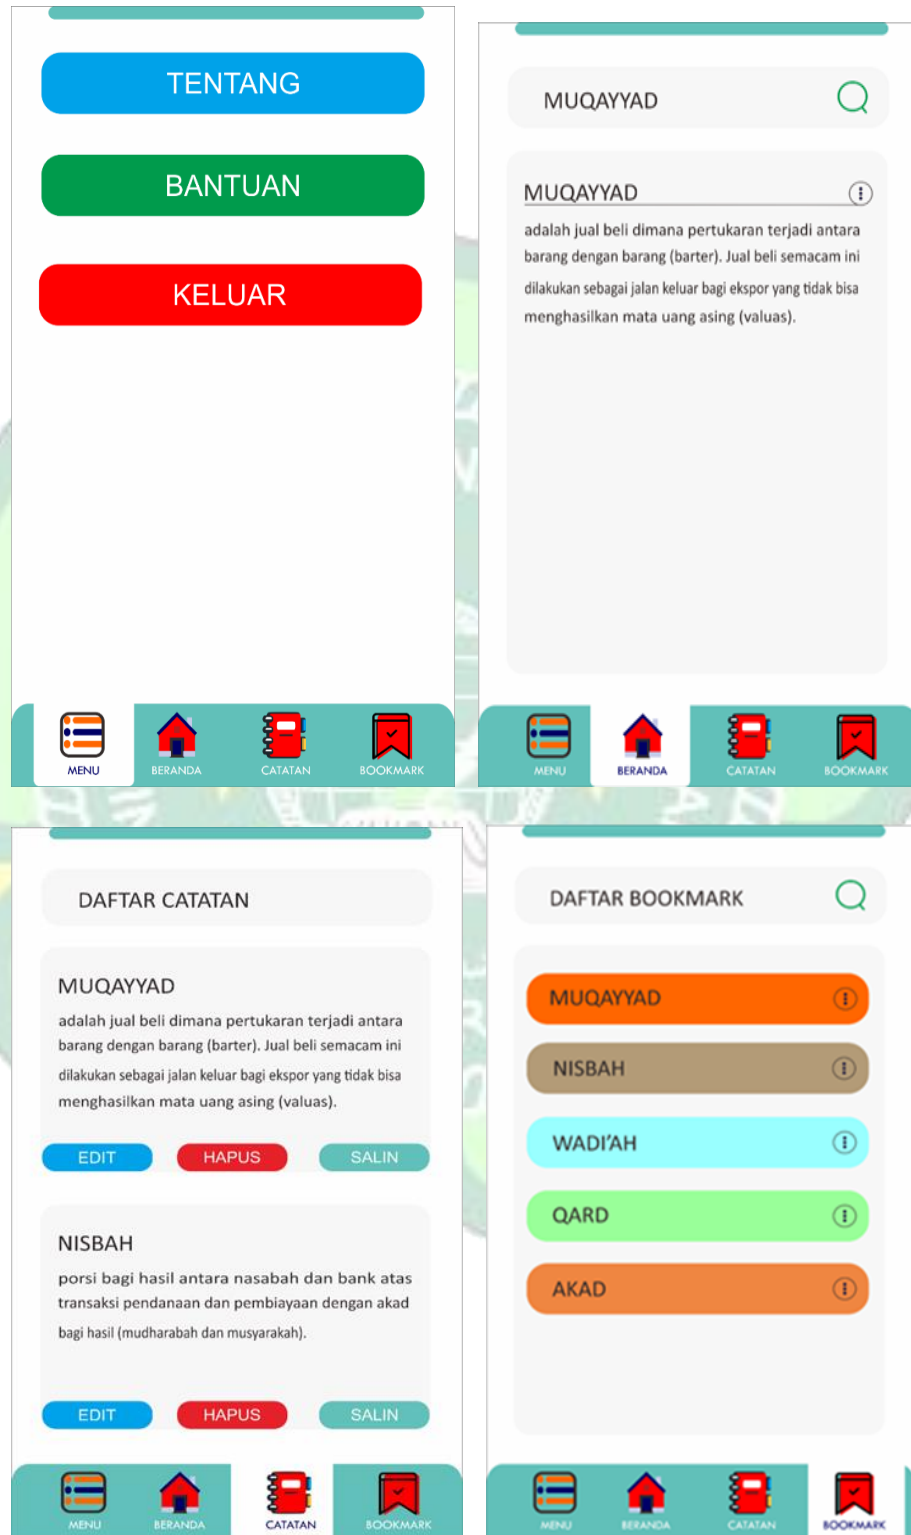 TENTANG
BANTUAN
KELUAR
MENU
BERANDA
CATATAN
BOOKMARK
MUQAYYAD
MUQAYYAD
adalah jual beli dimana pertukaran terjadi antara
barang dengan barang (barter). Jual beli semacam ini
dilakukan sebagai jalan keluar bagi ekspor yang tidak bisa
menghasilkan mata uang asing (valuas).
MENU
BERANDA
CATATAN
BOOKMARK
DAFTAR CATATAN
MUQAYYAD
adalah jual beli dimana pertukaran terjadi antara
barang dengan barang (barter). Jual beli semacam ini
dilakukan sebagai jalan keluar bagi ekspor yang tidak bisa
menghasilkan mata uang asing (valuas).
EDIT
HAPUS
SALIN
NISBAH
porsi bagi hasil antara nasabah dan bank atas
transaksi pendanaan dan pembiayaan dengan akad
bagi hasil (mudharabah dan musyarakah).
EDIT
HAPUS
SALIN
MENU
BERANDA
CATATAN
BOOKMARK
DAFTAR BOOKMARK
MUQAYYAD
NISBAH
WADI'AH
QARD
AKAD
MENU
BERANDA
CATATAN
BOOKMARK